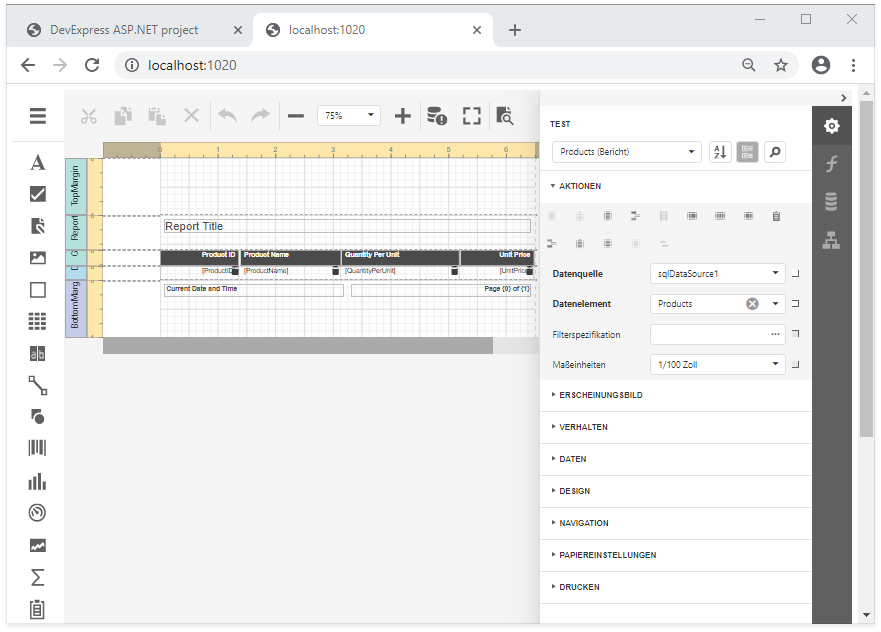 DevExpress ASP.NET project
localhost:1020
localhost:1020
75%
TEST
Products (Bericht)
AKTIONEN
Datenquelle
sqlDataSource1
Datenelement
Products
Filterspezifikation
Maßeinheiten
1/100 Zoll
ERSCHEINUNGSBILD
VERHALTEN
DATEN
DESIGN
NAVIGATION
PAPIEREINSTELLUNGEN
DRUCKEN
0 1 2 3 4 5 6
TopMargin
Report
Report Title
G
Product ID Product Name Quantity Per Unit Unit Price
D
[ProductID [ProductName] [QuantityPerUnit] [UnitPrice
BottomMarg
Current Date and Time Page {0} of {1}